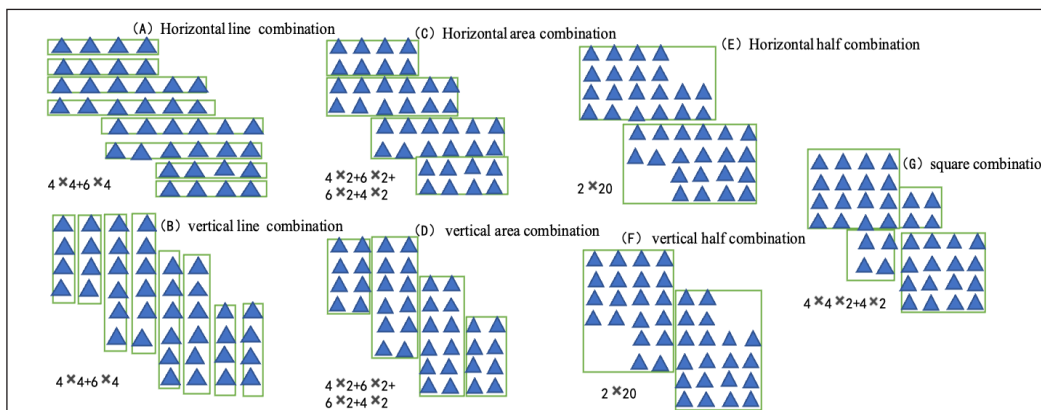 (A) Horizontal line combination
4×4+6×4
(B) vertical line combination
4×4+6×4
(C) Horizontal area combination
4×2+6×2+
6×2+4×2
(D) vertical area combination
4×2+6×2+
6×2+4×2
(E) Horizontal half combination
2×20
(F) vertical half combination
2×20
(G) square combination
4×4×2+4×2